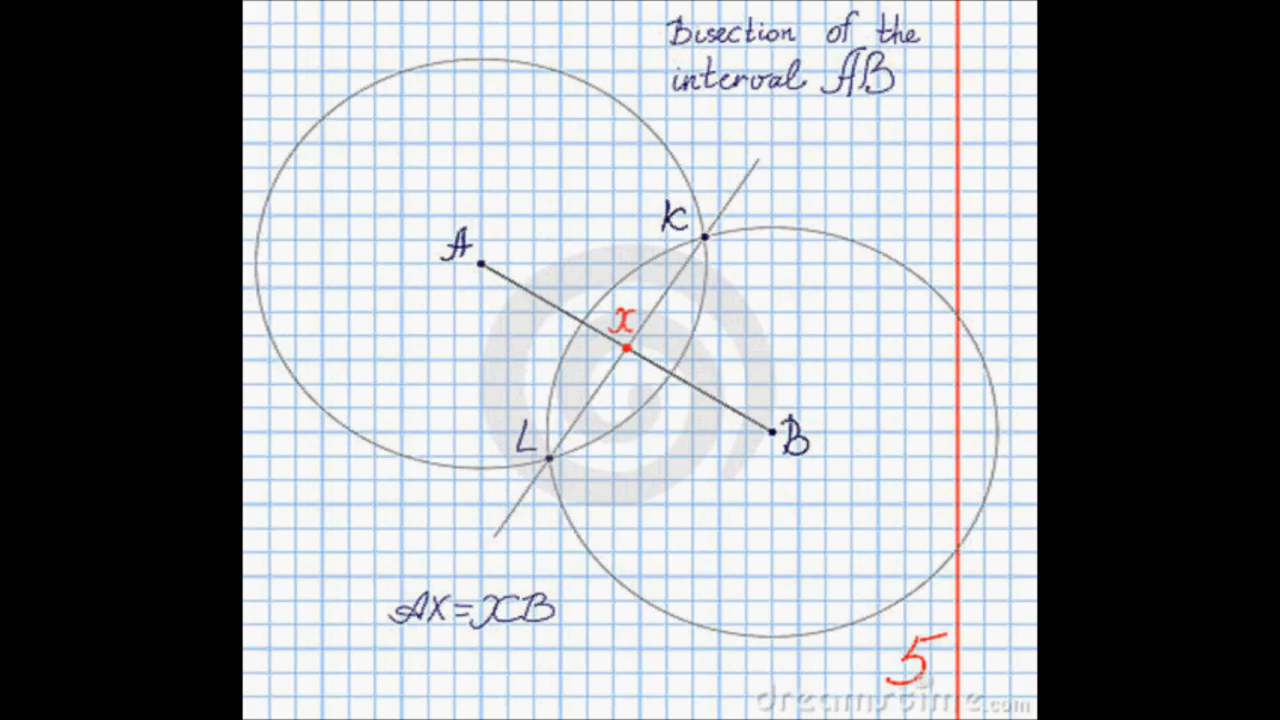 Bisection of the
interval AB
K
A
x
L
B
AX=XB
5
dreamstime.com